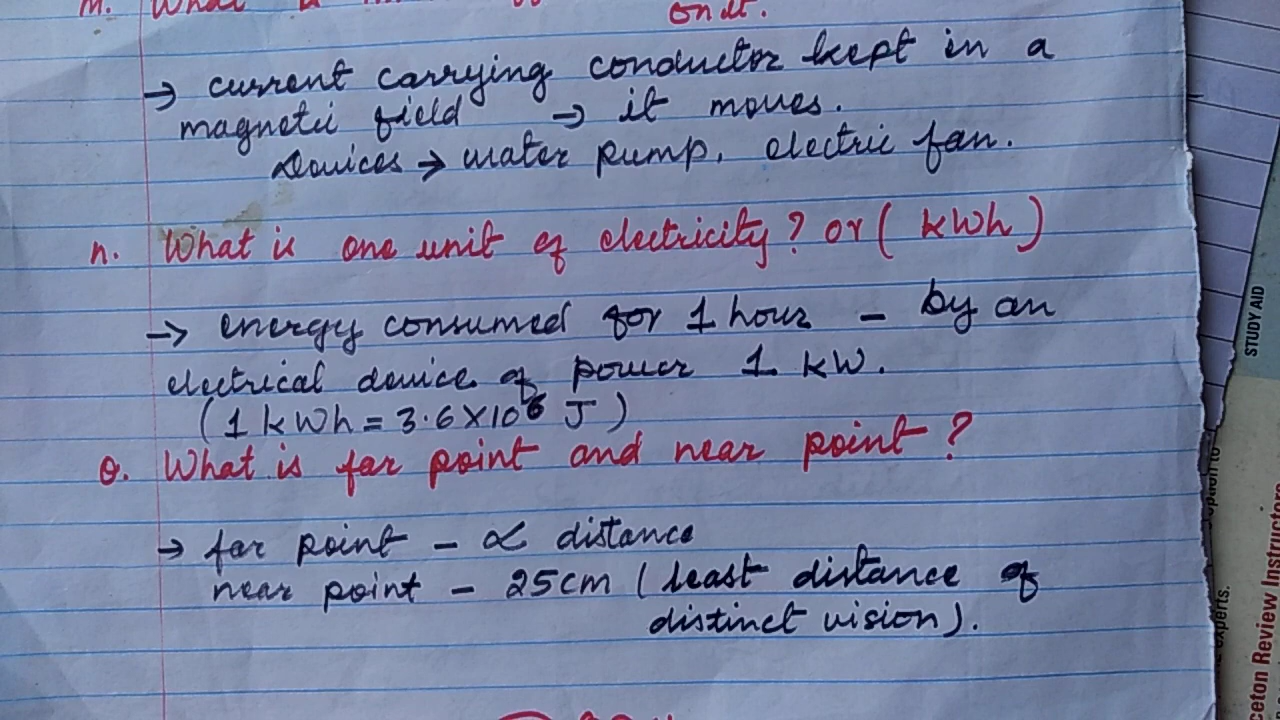 m. What is
on it.
→ current carrying conductor kept in a
magnetic field → it moves.
Devices → water pump, electric fan.
n. What is one unit of electricity? or ( kWh )
→ energy consumed for 1 hour – by an
electrical device of power 1 kW.
( 1 kWh = 3.6 X 10⁶ J )
o. What is far point and near point ?
→ far point – ∝ distance
near point – 25cm ( least distance of
distinct vision ).
STUDY AID
experts.
ceton Review Instructors